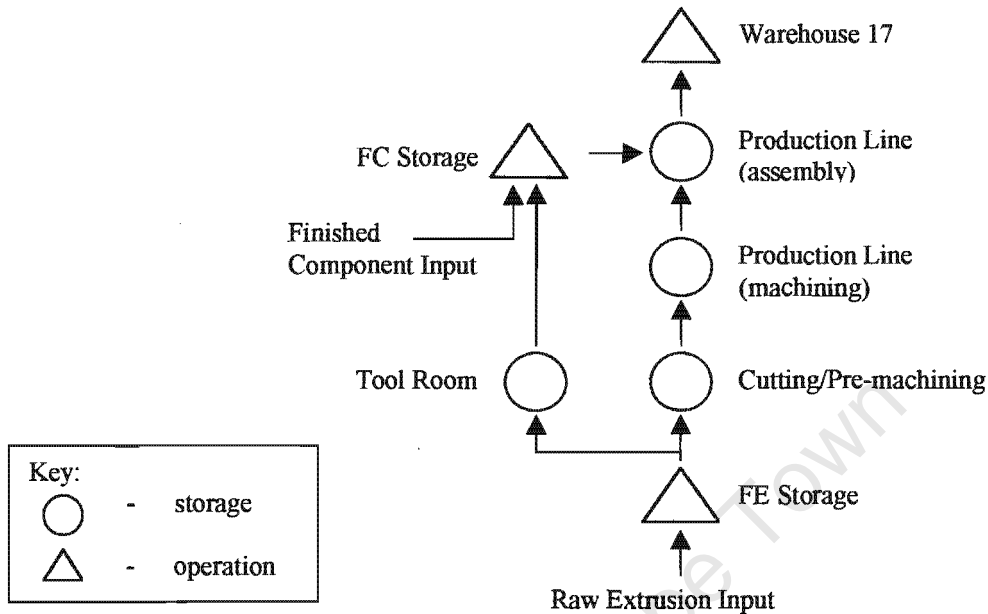 Warehouse 17
FC Storage
Production Line
(assembly)
Finished
Component Input
Production Line
(machining)
Tool Room
Cutting/Pre-machining
Key:
- storage
- operation
FE Storage
Raw Extrusion Input